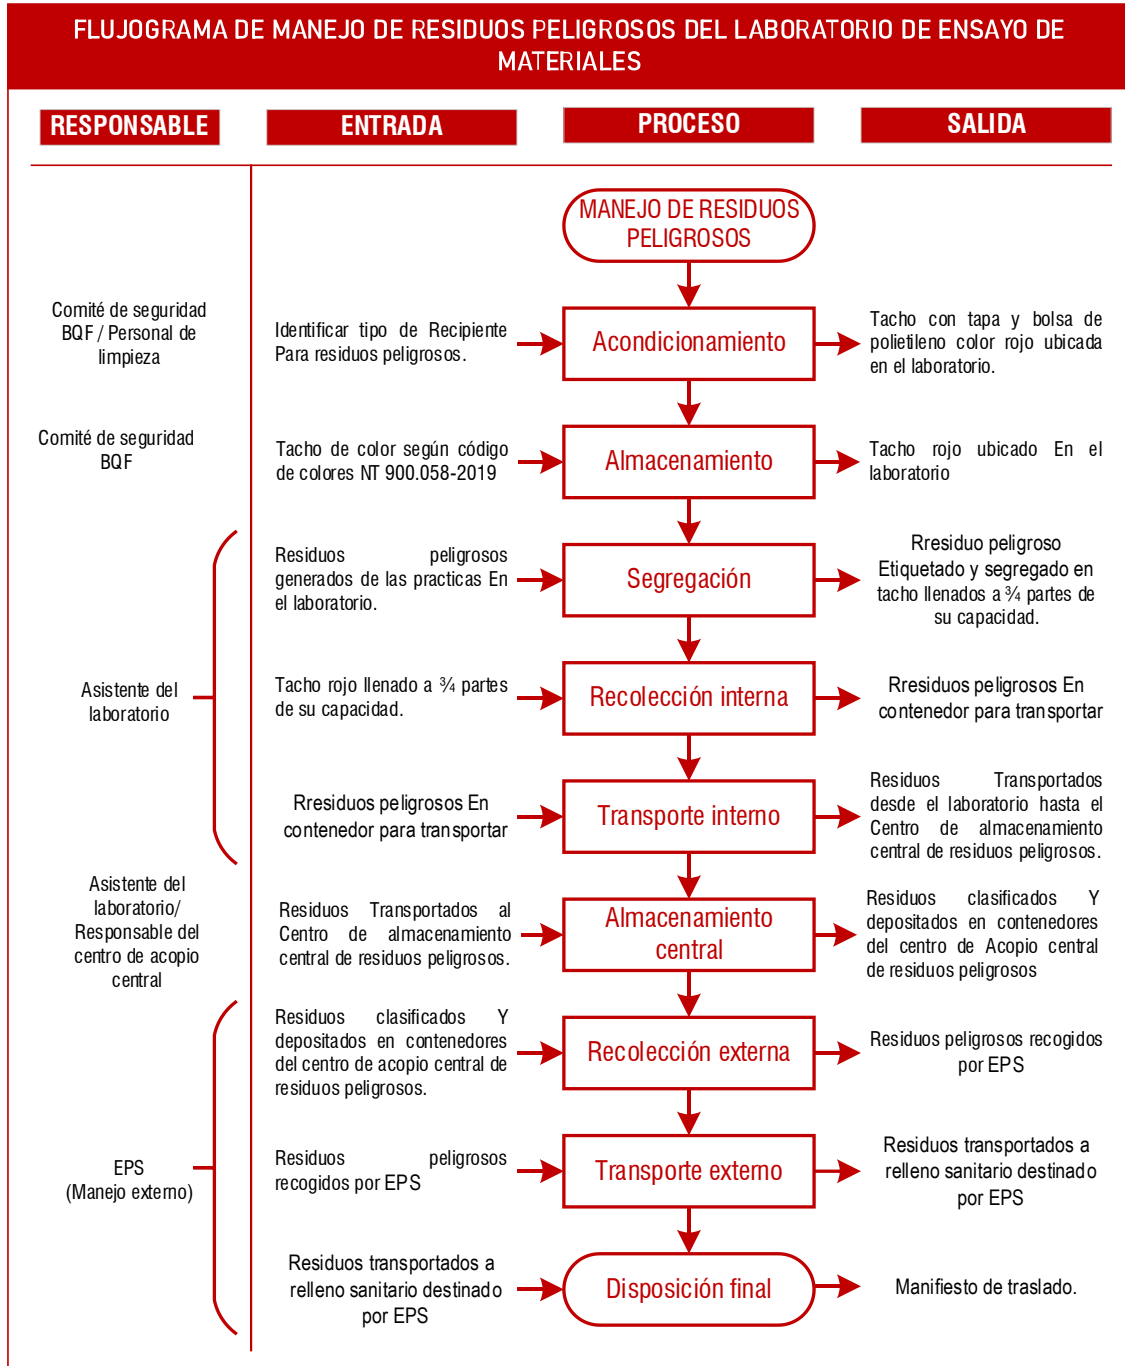 FLUJOGRAMA DE MANEJO DE RESIDUOS PELIGROSOS DEL LABORATORIO DE ENSAYO DE
MATERIALES
RESPONSABLE
ENTRADA
PROCESO
SALIDA
MANEJO DE RESIDUOS
PELIGROSOS
Comité de seguridad
BQF / Personal de
limpieza
Identificar tipo de Recipiente
Para residuos peligrosos.
Acondicionamiento
Tacho con tapa y bolsa de
polietileno color rojo ubicada
en el laboratorio.
Comité de seguridad
BQF
Tacho de color según código
de colores NT 900.058-2019
Almacenamiento
Tacho rojo ubicado En el
laboratorio
Residuos peligrosos
generados de las practicas En
el laboratorio.
Segregación
Rresiduo peligroso
Etiquetado y segregado en
tacho llenados a ¾ partes de
su capacidad.
Asistente del
laboratorio
Tacho rojo llenado a ¾ partes
de su capacidad.
Recolección interna
Rresiduos peligrosos En
contenedor para transportar
Rresiduos peligrosos En
contenedor para transportar
Transporte interno
Residuos Transportados
desde el laboratorio hasta el
Centro de almacenamiento
central de residuos peligrosos.
Asistente del
laboratorio/
Responsable del
centro de acopio
central
Residuos Transportados al
Centro de almacenamiento
central de residuos peligrosos.
Almacenamiento
central
Residuos clasificados Y
depositados en contenedores
del centro de Acopio central
de residuos peligrosos
Residuos clasificados Y
depositados en contenedores
del centro de acopio central de
residuos peligrosos.
Recolección externa
Residuos peligrosos recogidos
por EPS
EPS
(Manejo externo)
Residuos peligrosos
recogidos por EPS
Transporte externo
Residuos transportados a
relleno sanitario destinado
por EPS
Residuos transportados a
relleno sanitario destinado
por EPS
Disposición final
Manifiesto de traslado.